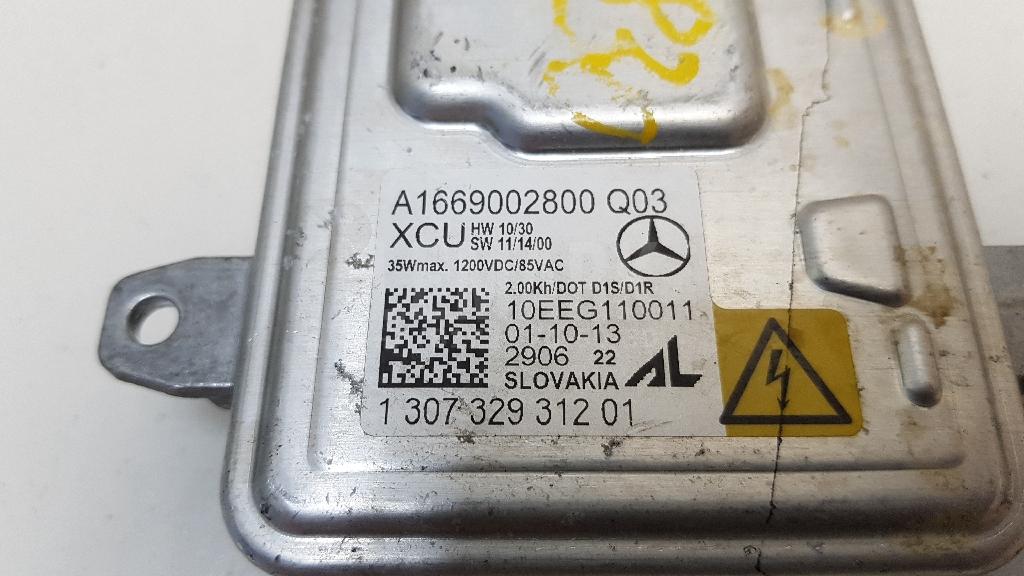 A1669002800 Q03
XCU HW 10/30
SW 11/14/00
35Wmax. 1200VDC/85VAC
2.00Kh/DOT D1S/D1R
10EEG110011
01-10-13
2906 22
SLOVAKIA AL
1 307 329 312 01